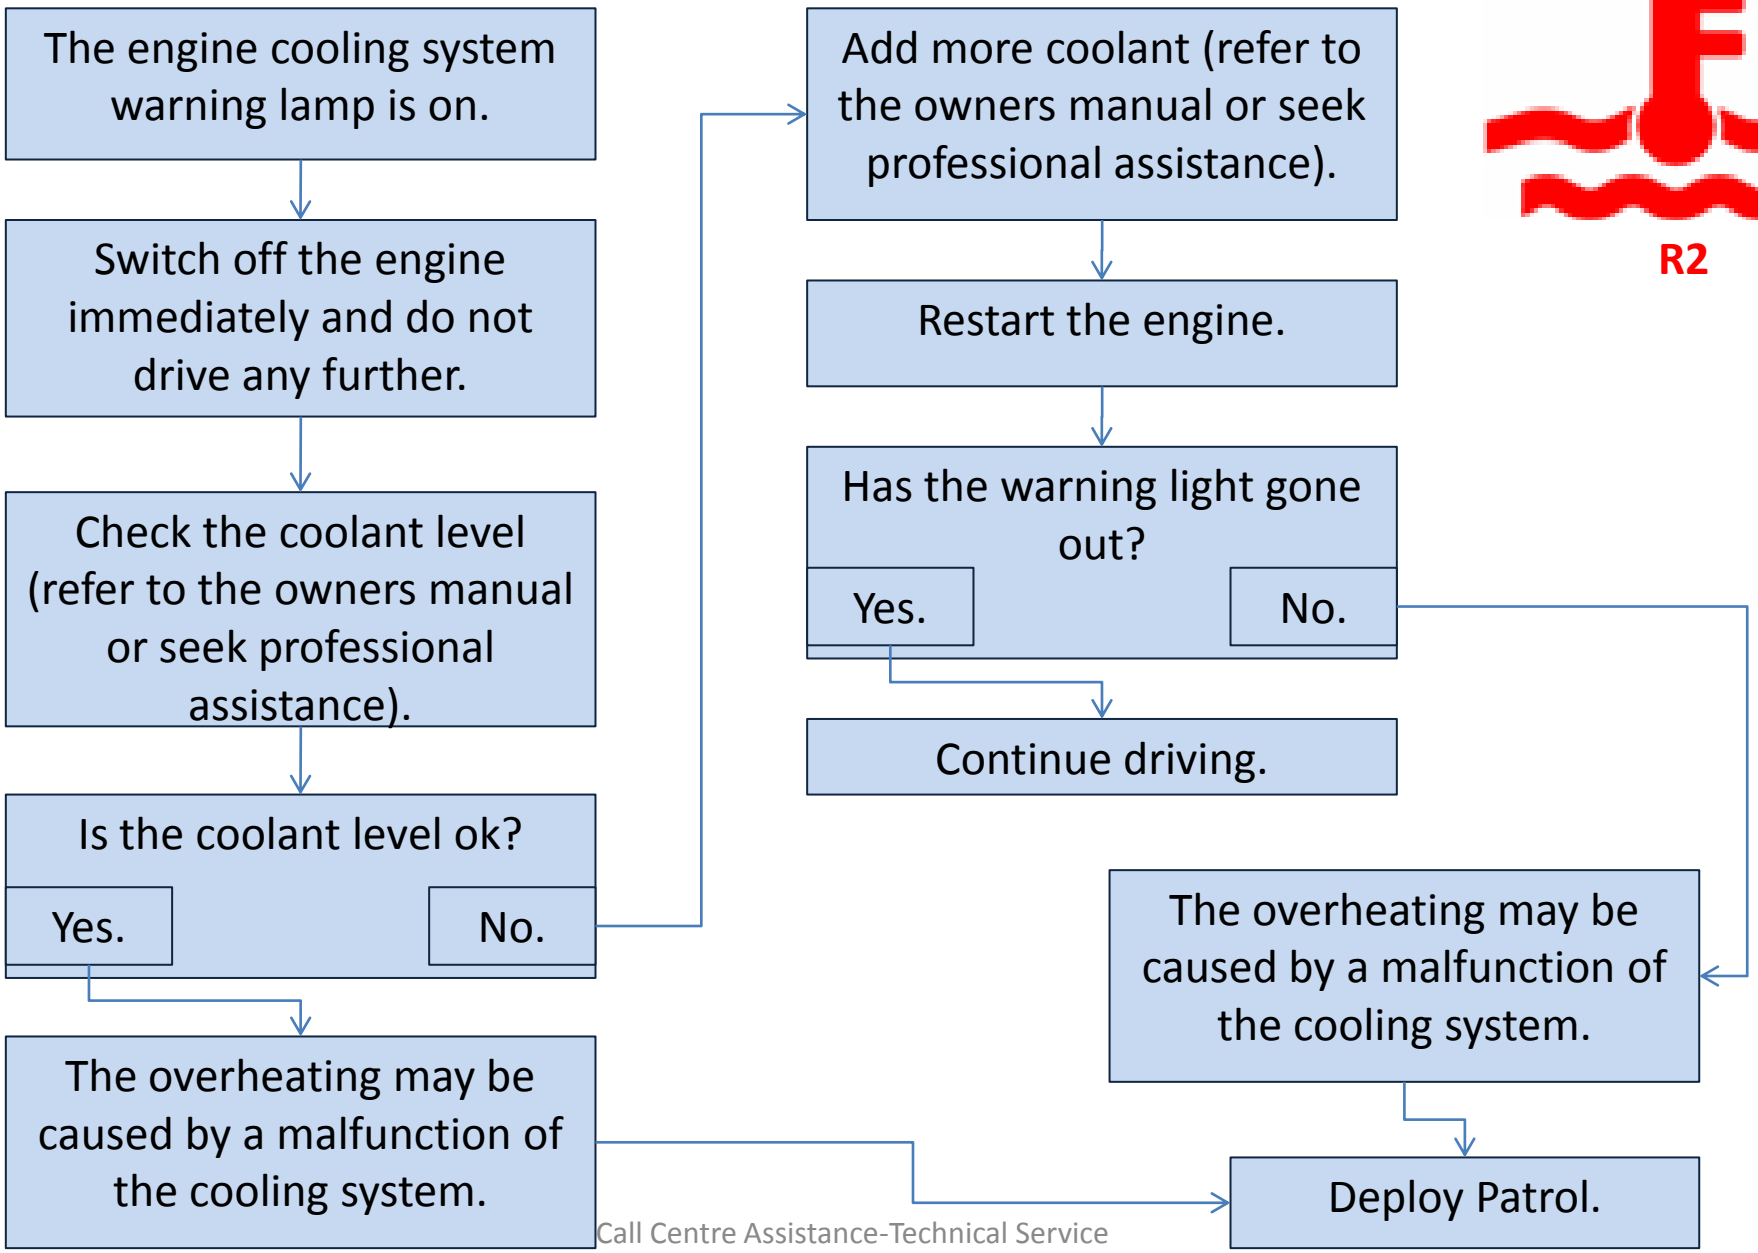 The engine cooling system
warning lamp is on.
Switch off the engine
immediately and do not
drive any further.
Check the coolant level
(refer to the owners manual
or seek professional
assistance).
Is the coolant level ok?
Yes.
No.
The overheating may be
caused by a malfunction of
the cooling system.
Add more coolant (refer to
the owners manual or seek
professional assistance).
Restart the engine.
Has the warning light gone
out?
Yes.
No.
Continue driving.
The overheating may be
caused by a malfunction of
the cooling system.
Deploy Patrol.
R2
Call Centre Assistance-Technical Service